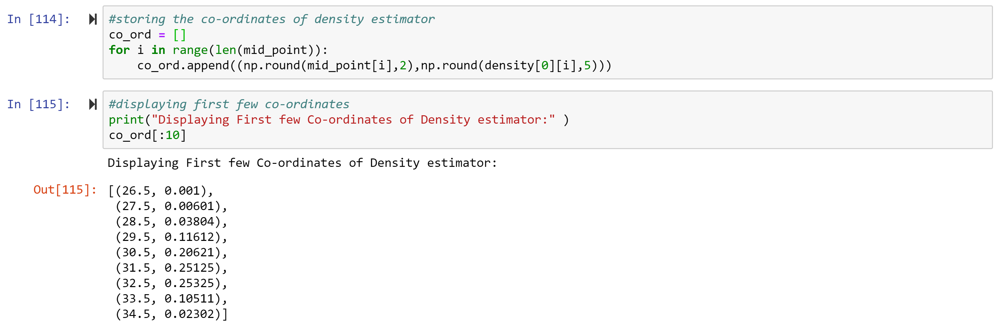 In [114]:
#storing the co-ordinates of density estimator
co_ord = []
for i in range(len(mid_point)):
    co_ord.append((np.round(mid_point[i],2),np.round(density[0][i],5)))
In [115]:
#displaying first few co-ordinates
print("Displaying First few Co-ordinates of Density estimator:" )
co_ord[:10]
Displaying First few Co-ordinates of Density estimator:
Out[115]:
[(26.5, 0.001),
 (27.5, 0.00601),
 (28.5, 0.03804),
 (29.5, 0.11612),
 (30.5, 0.20621),
 (31.5, 0.25125),
 (32.5, 0.25325),
 (33.5, 0.10511),
 (34.5, 0.02302)]